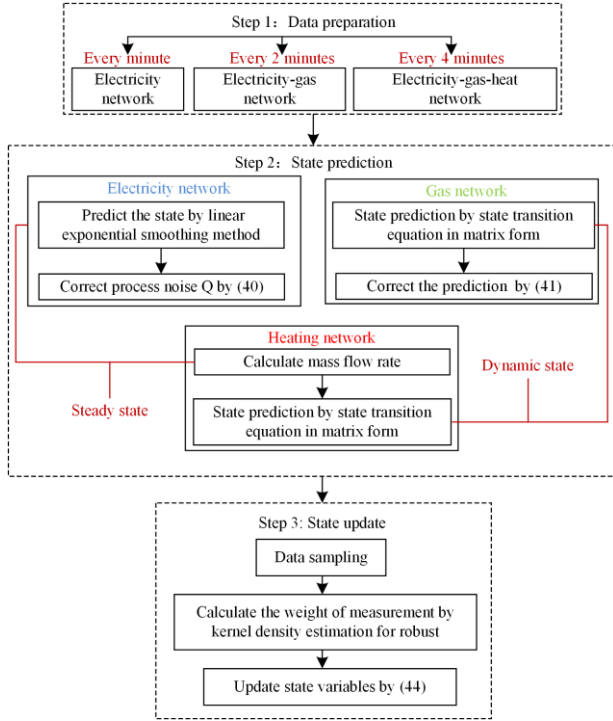 Step 1：Data preparation
Every minute
Every 2 minutes
Every 4 minutes
Electricity
network
Electricity-gas
network
Electricity-gas-heat
network
Step 2：State prediction
Electricity network
Predict the state by linear
exponential smoothing method
Correct process noise Q by (40)
Gas network
State prediction by state transition
equation in matrix form
Correct the prediction by (41)
Heating network
Calculate mass flow rate
State prediction by state transition
equation in matrix form
Steady state
Dynamic state
Step 3: State update
Data sampling
Calculate the weight of measurement by
kernel density estimation for robust
Update state variables by (44)